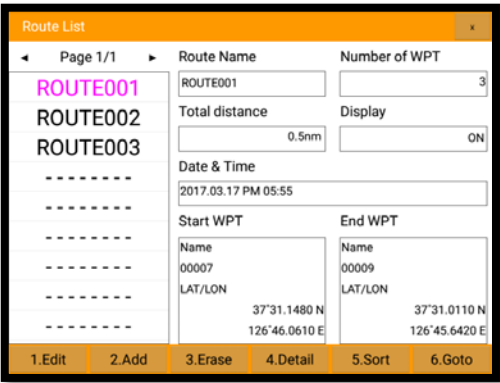 Route List x
◄ Page 1/1 ►
ROUTE001
ROUTE002
ROUTE003
--------
--------
--------
--------
--------
--------
Route Name
ROUTE001
Number of WPT
3
Total distance
0.5nm
Display
ON
Date & Time
2017.03.17 PM 05:55
Start WPT
Name
00007
LAT/LON
37˚31.1480 N
126˚46.0610 E
End WPT
Name
00009
LAT/LON
37˚31.0110 N
126˚45.6420 E
1.Edit 2.Add 3.Erase 4.Detail 5.Sort 6.Goto